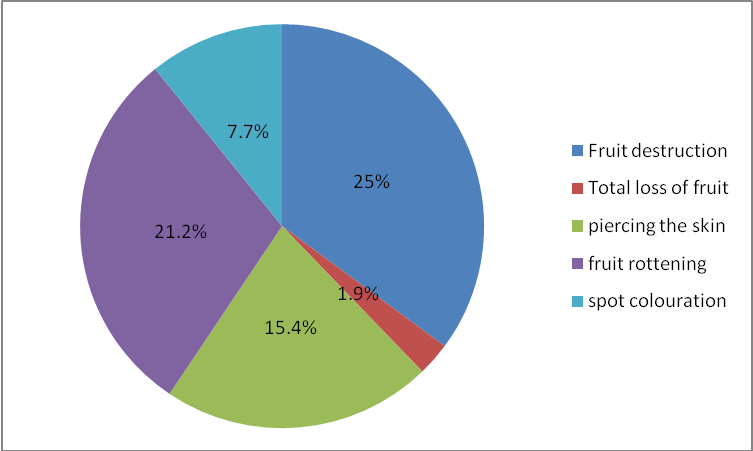 7.7%
25%
21.2%
1.9%
15.4%
Fruit destruction
Total loss of fruit
piercing the skin
fruit rottening
spot colouration